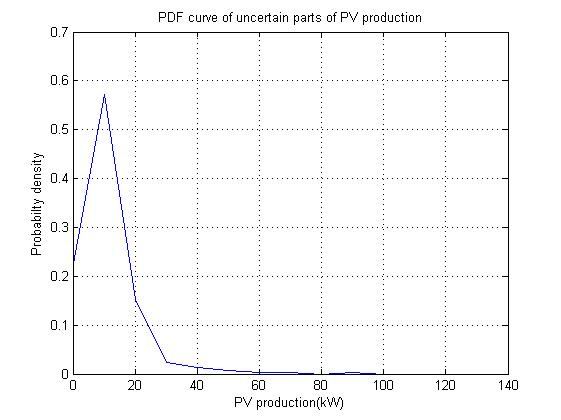 PDF curve of uncertain parts of PV production
0.7
0.6
0.5
0.4
0.3
0.2
0.1
0
Probabilty density
0 20 40 60 80 100 120 140
PV production(kW)